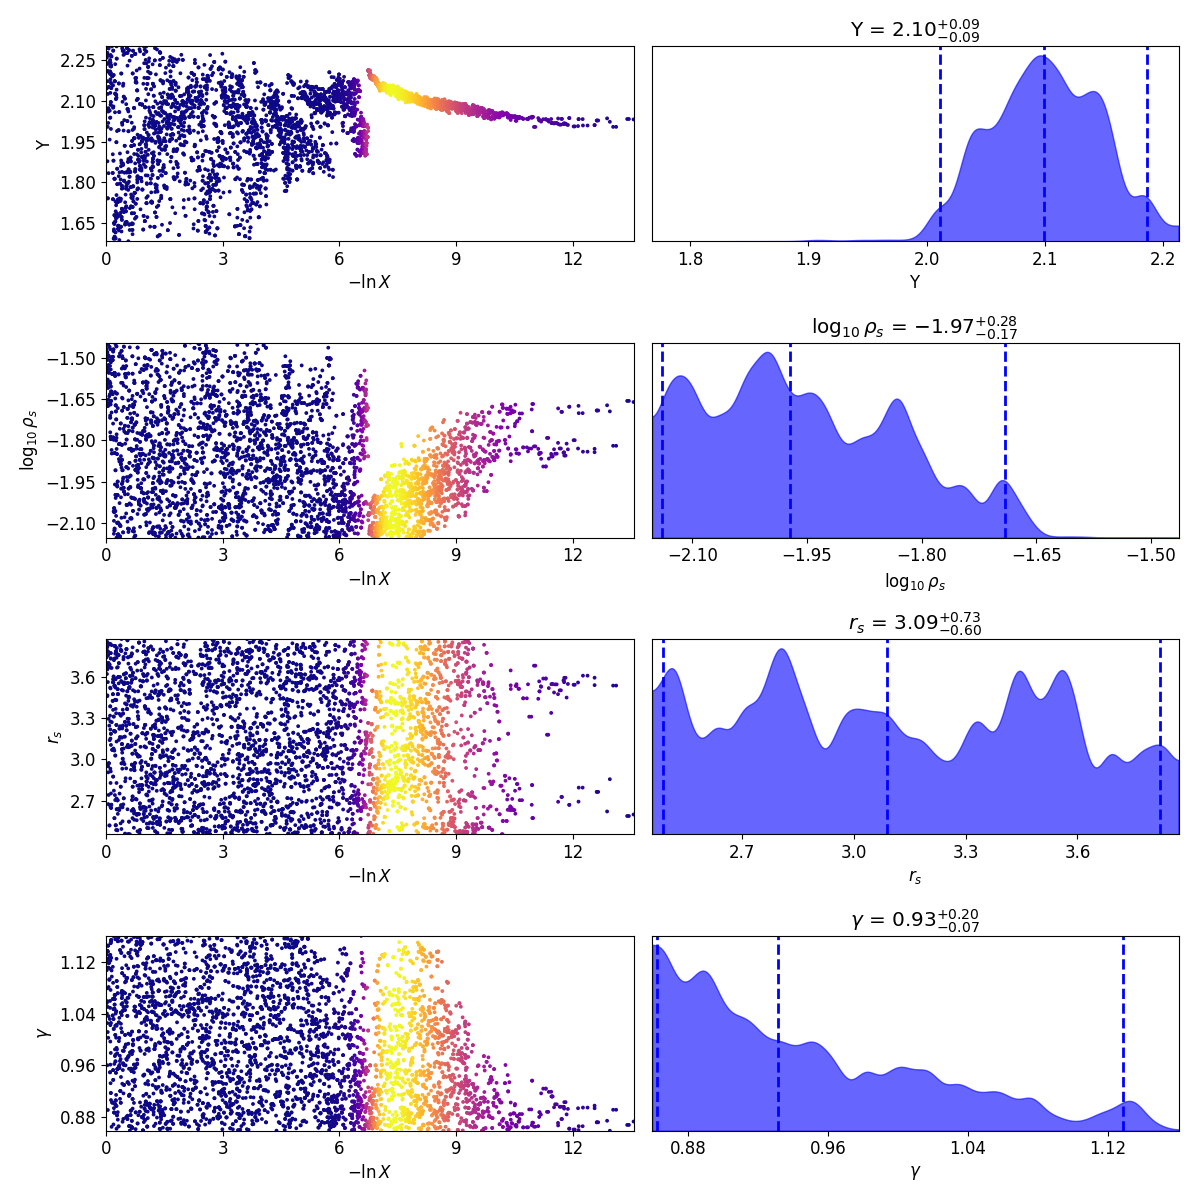 Y = 2.10+0.09−0.09
2.25
2.10
1.95
1.80
1.65
Y
0 3 6 9 12
−ln X
1.8 1.9 2.0 2.1 2.2
Y
log10 ρs = −1.97+0.28−0.17
−1.50
−1.65
−1.80
−1.95
−2.10
log10 ρs
0 3 6 9 12
−ln X
−2.10 −1.95 −1.80 −1.65 −1.50
log10 ρs
rs = 3.09+0.73−0.60
3.6
3.3
3.0
2.7
rs
0 3 6 9 12
−ln X
2.7 3.0 3.3 3.6
rs
γ = 0.93+0.20−0.07
1.12
1.04
0.96
0.88
γ
0 3 6 9 12
−ln X
0.88 0.96 1.04 1.12
γ